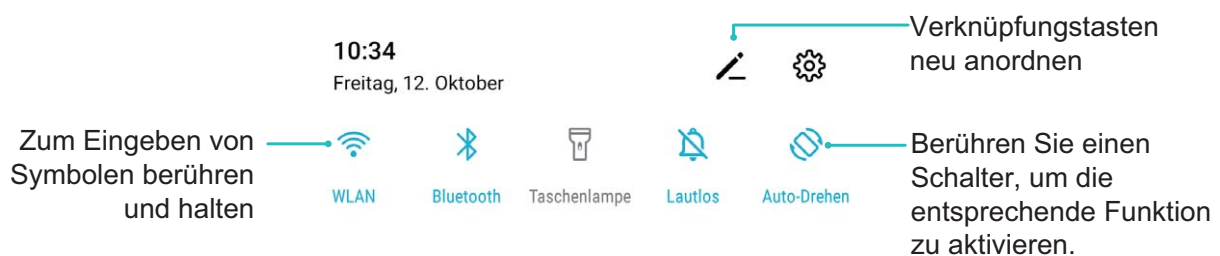 Verknüpfungstasten
neu anordnen
10:34
Freitag, 12. Oktober
Zum Eingeben von
Symbolen berühren
und halten
WLAN
Bluetooth
Taschenlampe
Lautlos
Auto-Drehen
Berühren Sie einen
Schalter, um die
entsprechende Funktion
zu aktivieren.